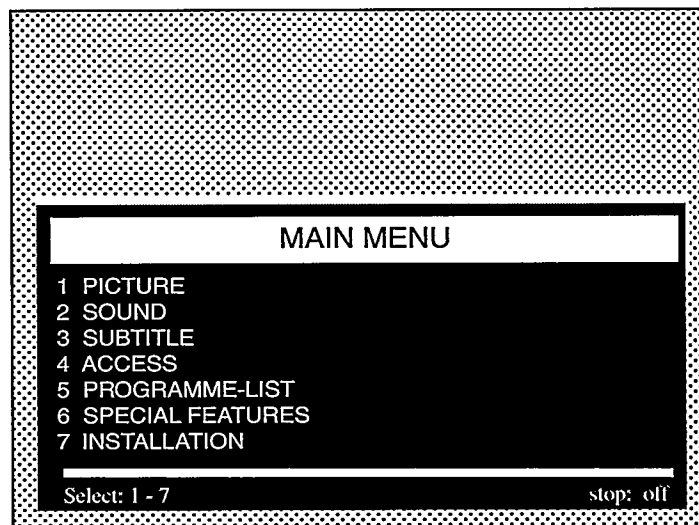 MAIN MENU
1 PICTURE
2 SOUND
3 SUBTITLE
4 ACCESS
5 PROGRAMME-LIST
6 SPECIAL FEATURES
7 INSTALLATION
Select: 1 - 7 stop: off